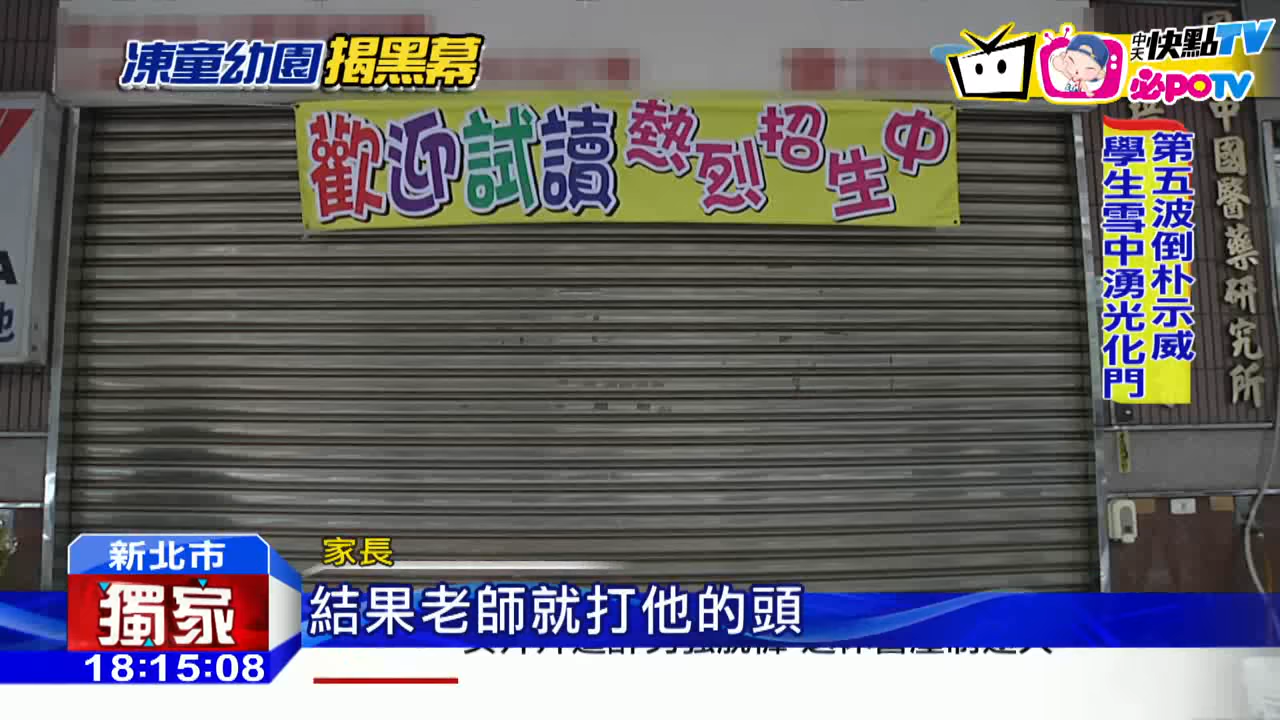 凍童幼園揭黑幕
中天快點TV
必POTV
歡迎試讀 熱烈招生中
第五波倒朴示威
學生雪中湧光化門
中國醫藥研究所
A
地
新北市
獨家
18:15:08
家長
結果老師就打他的頭